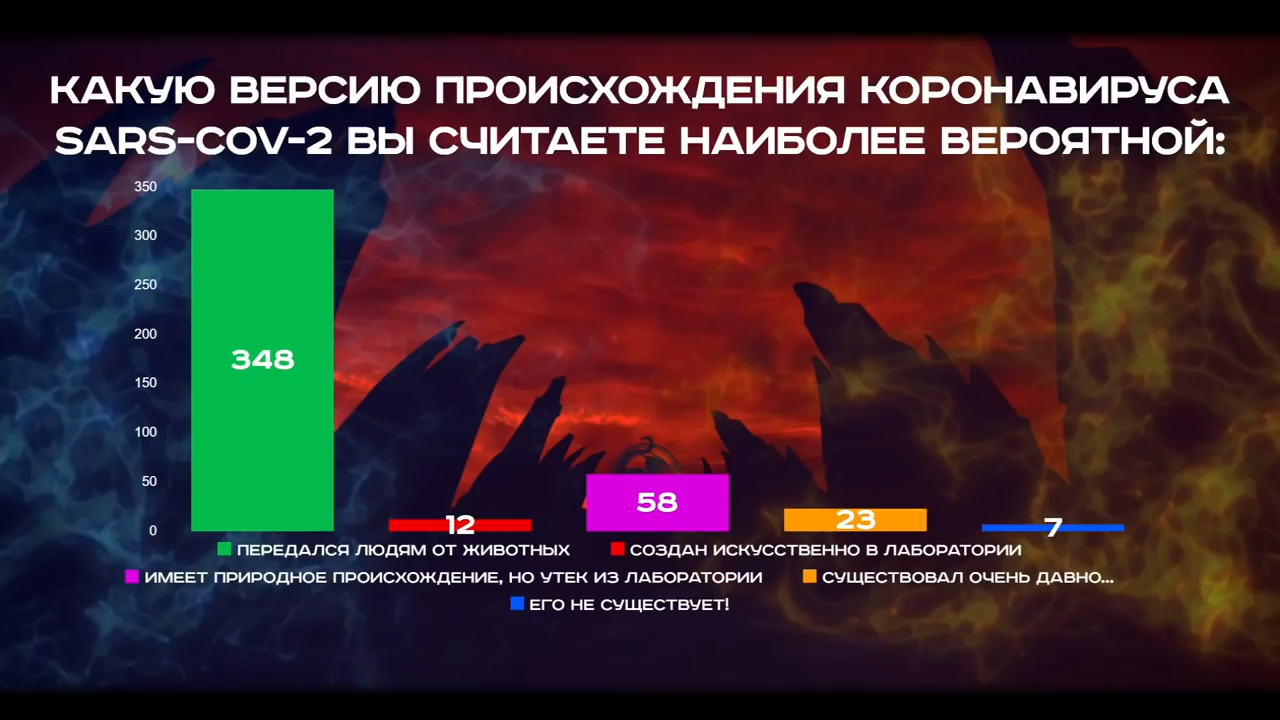 КАКУЮ ВЕРСИЮ ПРОИСХОЖДЕНИЯ КОРОНАВИРУСА
SARS-COV-2 ВЫ СЧИТАЕТЕ НАИБОЛЕЕ ВЕРОЯТНОЙ:
350
300
250
200
150
100
50
0
348
12
58
23
7
ПЕРЕДАЛСЯ ЛЮДЯМ ОТ ЖИВОТНЫХ СОЗДАН ИСКУССТВЕННО В ЛАБОРАТОРИИ
ИМЕЕТ ПРИРОДНОЕ ПРОИСХОЖДЕНИЕ, НО УТЕК ИЗ ЛАБОРАТОРИИ СУЩЕСТВОВАЛ ОЧЕНЬ ДАВНО...
ЕГО НЕ СУЩЕСТВУЕТ!